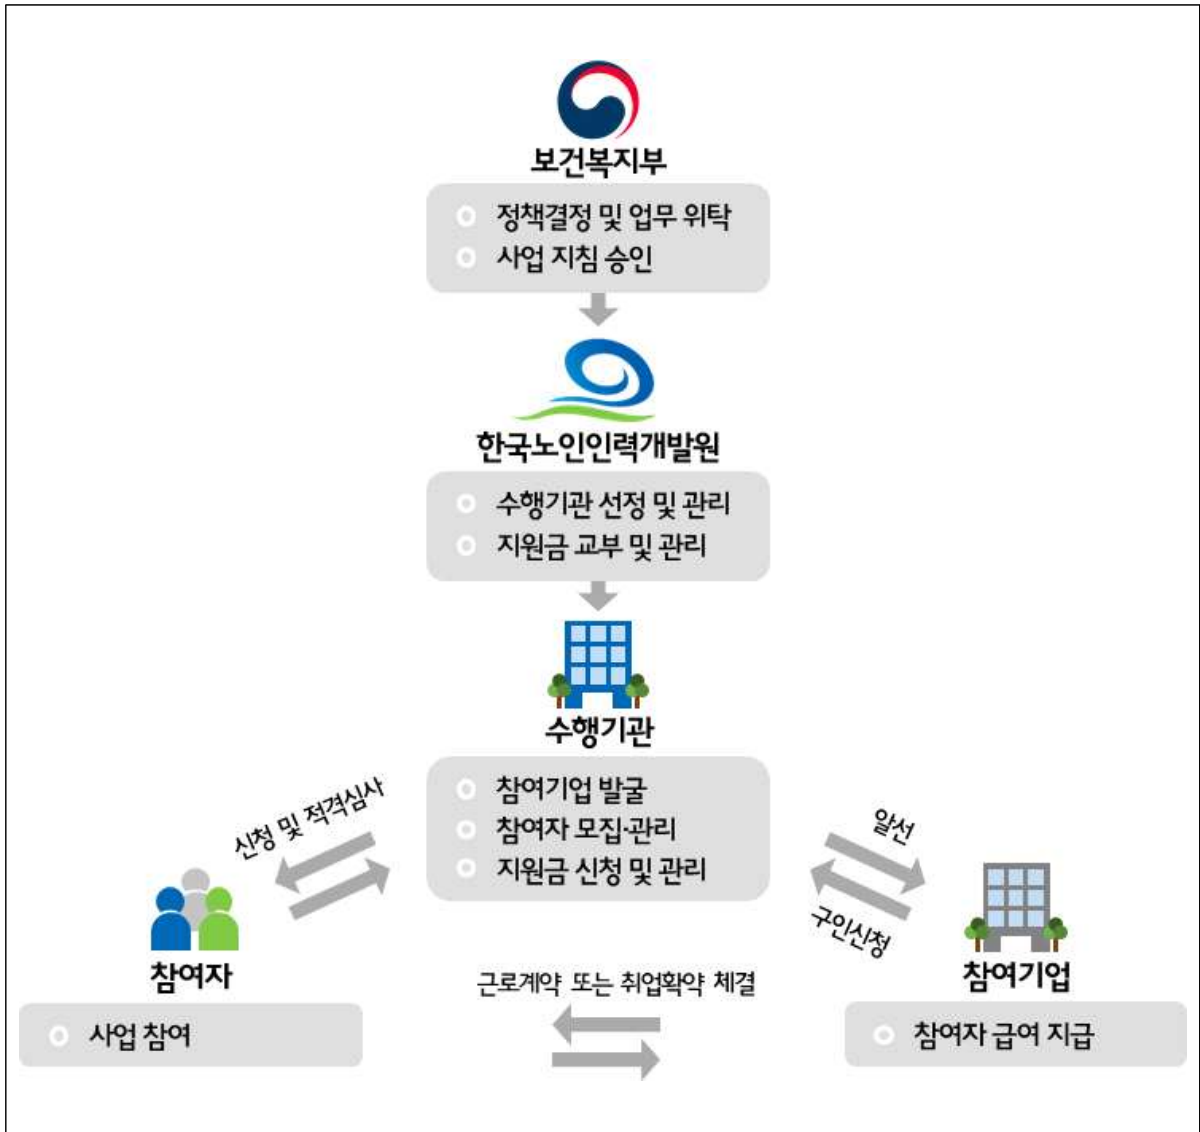 보건복지부
정책결정 및 업무 위탁
사업 지침 승인
한국노인인력개발원
수행기관 선정 및 관리
지원금 교부 및 관리
수행기관
참여기업 발굴
참여자 모집·관리
지원금 신청 및 관리
신청 및 적격심사
알선
구인신청
참여자
사업 참여
근로계약 또는 취업확약 체결
참여기업
참여자 급여 지급